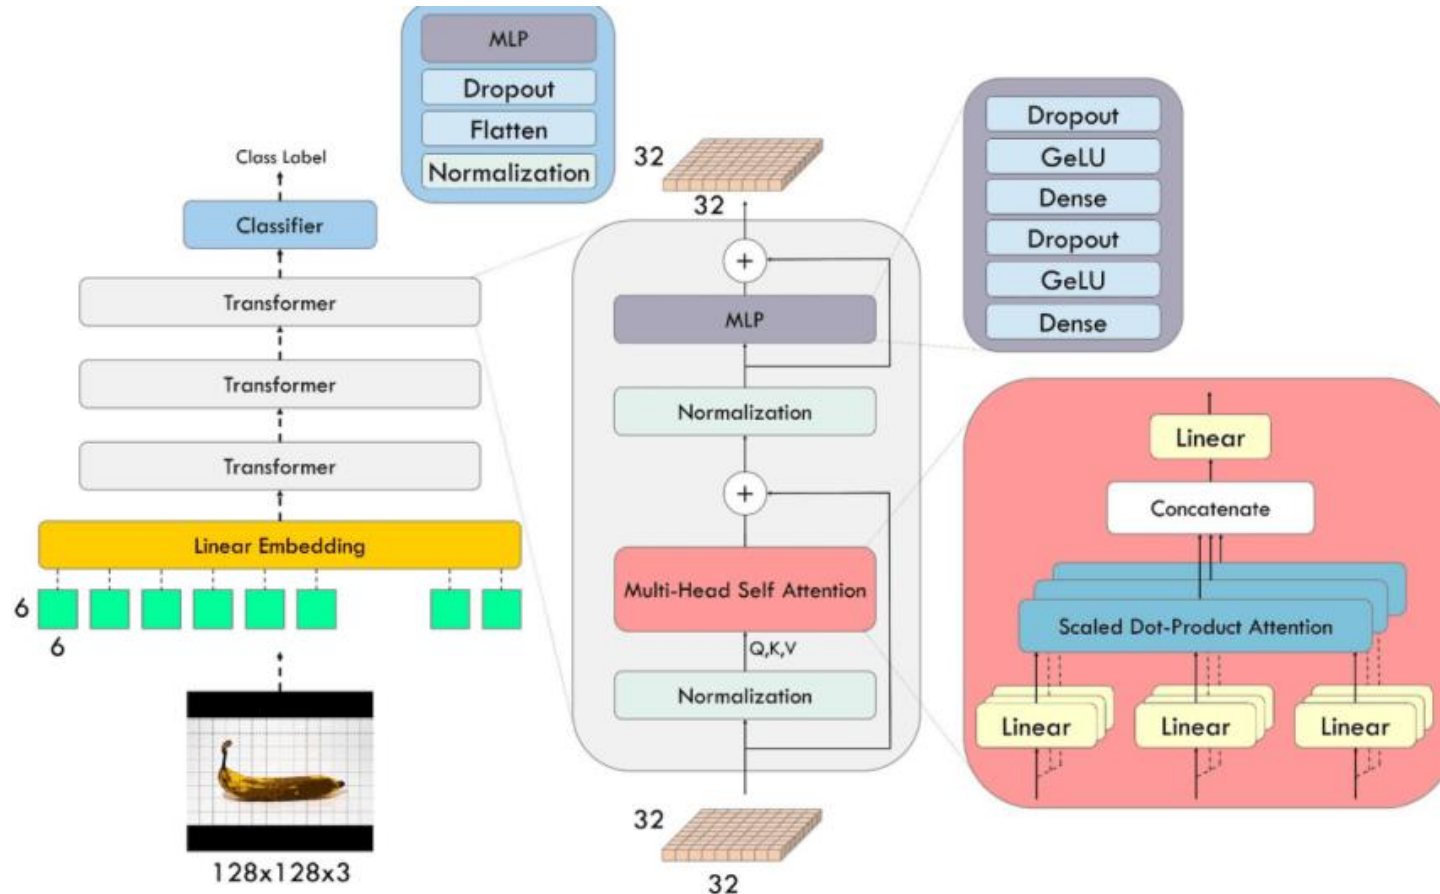 MLP
Dropout
Flatten
Normalization
Class Label
Classifier
Transformer
Transformer
Transformer
Linear Embedding
6
6
128x128x3
32
32
+
MLP
Normalization
+
Multi-Head Self Attention
Q,K,V
Normalization
32
32
Dropout
GeLU
Dense
Dropout
GeLU
Dense
Linear
Concatenate
Scaled Dot-Product Attention
Linear
Linear
Linear